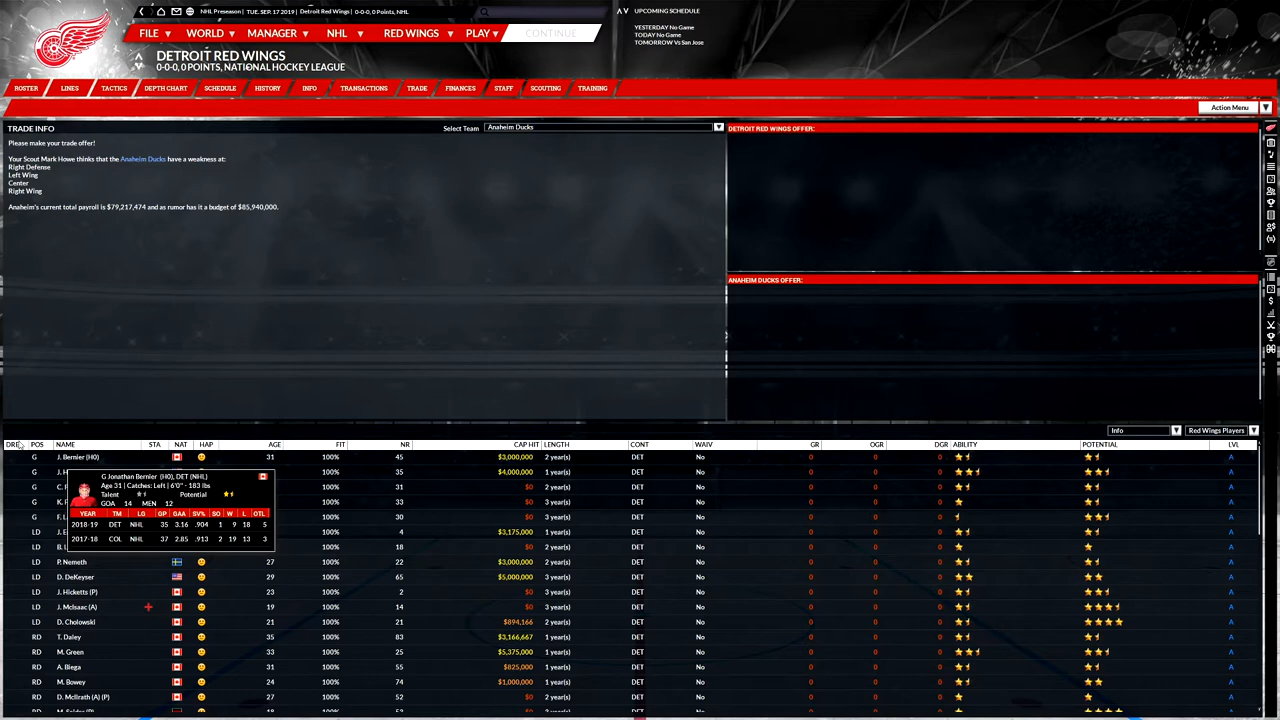 NHL Preseason | TUE. SEP. 17 2019 | Detroit Red Wings | 0-0-0, 0 Points, NHL
UPCOMING SCHEDULE
YESTERDAY No Game
TODAY No Game
TOMORROW Vs San Jose
FILE WORLD MANAGER NHL RED WINGS PLAY CONTINUE
DETROIT RED WINGS
0-0-0, 0 POINTS, NATIONAL HOCKEY LEAGUE
ROSTER LINES TACTICS DEPTH CHART SCHEDULE HISTORY INFO TRANSACTIONS TRADE FINANCES STAFF SCOUTING TRAINING
Action Menu
TRADE INFO
Select Team Anaheim Ducks
DETROIT RED WINGS OFFER:
Please make your trade offer!
Your Scout Mark Howe thinks that the Anaheim Ducks have a weakness at:
Right Defense
Left Wing
Center
Right Wing
Anaheim's current total payroll is $79,217,474 and as rumor has it a budget of $85,940,000.
ANAHEIM DUCKS OFFER:
Info Red Wings Players
DRE POS NAME STA NAT HAP AGE FIT NR CAP HIT LENGTH CONT WAIV GR OGR DGR ABILITY POTENTIAL LVL
G J. Bernier (H0) 31 100% 45 $3,000,000 2 year(s) DET No 0 0 0 A
G J. H 35 100% 35 $4,000,000 1 year(s) DET No 0 0 0 A
G C. F 100% 31 $0 2 year(s) DET No 0 0 0 A
G K. F 100% 33 $0 2 year(s) DET No 0 0 0 A
G F. L 100% 30 $0 2 year(s) DET No 0 0 0 A
LD J. E 100% 4 $3,175,000 1 year(s) DET No 0 0 0 A
LD B. L 100% 18 $0 2 year(s) DET No 0 0 0 A
G Jonathan Bernier (H0), DET (NHL)
Age 31 | Catches: Left | 6'0" - 183 lbs
Talent Potential
GOA 14 MEN 12
YEAR TM LG GP GAA SV% SO W L OTL
2018-19 DET NHL 35 3.16 .904 1 9 18 5
2017-18 COL NHL 37 2.85 .913 2 19 13 3
LD P. Nemeth 27 100% 22 $3,000,000 2 year(s) DET No 0 0 0 A
LD D. DeKeyser 29 100% 65 $5,000,000 3 year(s) DET No 0 0 0 A
LD J. Hicketts (P) 23 100% 2 $0 2 year(s) DET No 0 0 0 A
LD J. McIsaac (A) 19 100% 14 $0 3 year(s) DET No 0 0 0 A
LD D. Cholowski 21 100% 21 $894,166 2 year(s) DET No 0 0 0 A
RD T. Daley 35 100% 83 $3,166,667 1 year(s) DET No 0 0 0 A
RD M. Green 33 100% 25 $5,375,000 1 year(s) DET No 0 0 0 A
RD A. Biega 31 100% 55 $825,000 1 year(s) DET No 0 0 0 A
RD M. Bowey 24 100% 74 $1,000,000 1 year(s) DET No 0 0 0 A
RD D. McIlrath (A) (P) 27 100% 52 $0 2 year(s) DET No 0 0 0 A